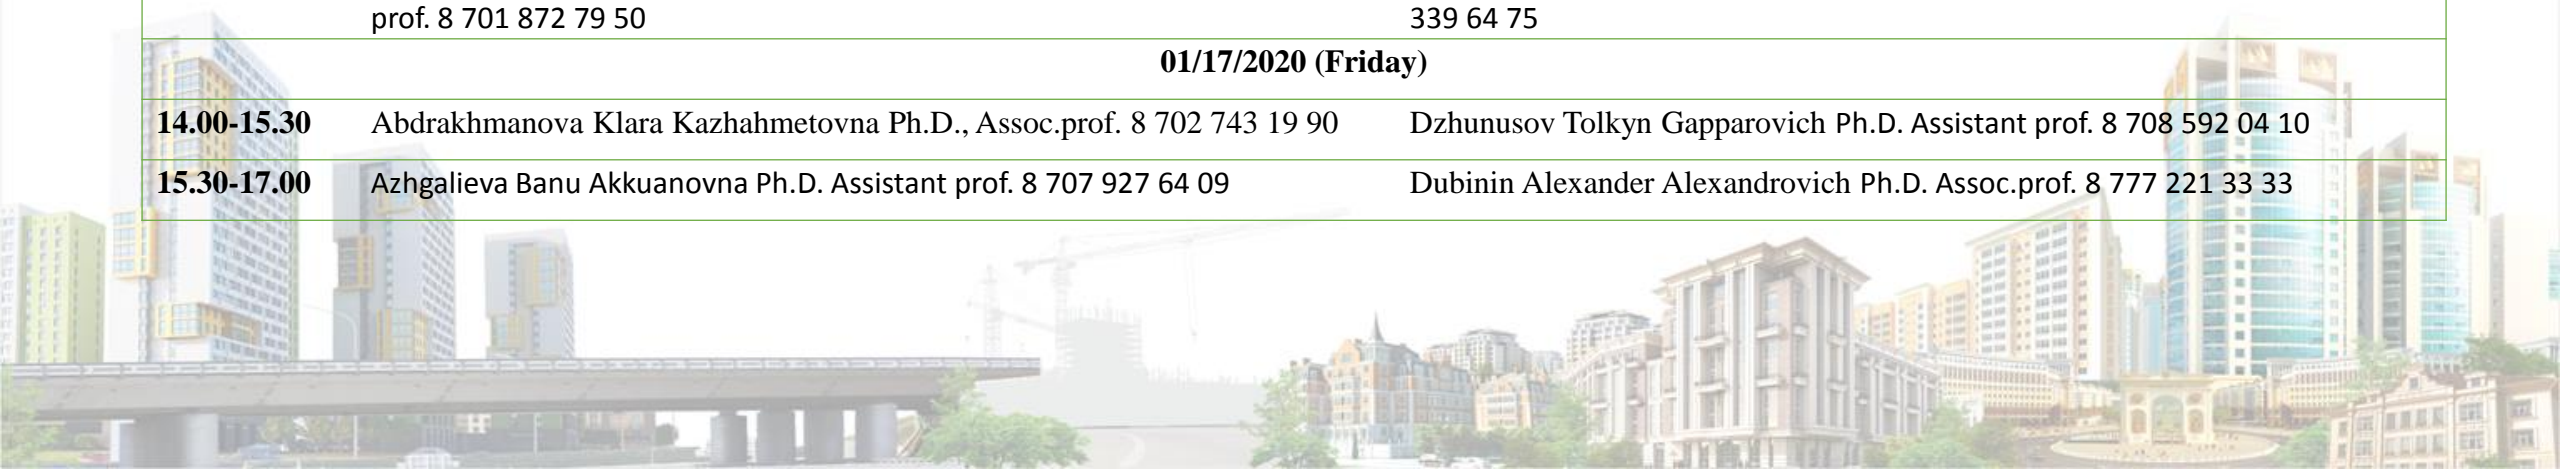 prof. 8 701 872 79 50 339 64 75
01/17/2020 (Friday)
14.00-15.30 Abdrakhmanova Klara Kazhahmetovna Ph.D., Assoc.prof. 8 702 743 19 90 Dzhunusov Tolkyn Gapparovich Ph.D. Assistant prof. 8 708 592 04 10
15.30-17.00 Azhgalieva Banu Akkuanovna Ph.D. Assistant prof. 8 707 927 64 09 Dubinin Alexander Alexandrovich Ph.D. Assoc.prof. 8 777 221 33 33